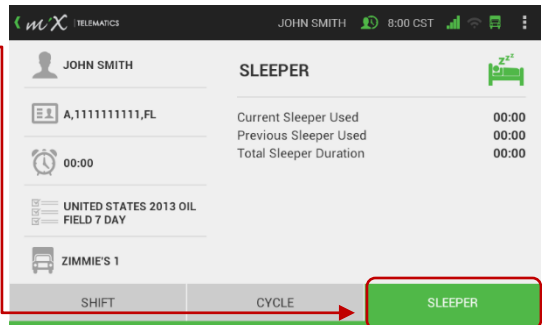 miX TELEMATICS JOHN SMITH 8:00 CST
JOHN SMITH
A,1111111111,FL
00:00
UNITED STATES 2013 OIL
FIELD 7 DAY
ZIMMIE'S 1
SLEEPER
zzz
Current Sleeper Used 00:00
Previous Sleeper Used 00:00
Total Sleeper Duration 00:00
SHIFT CYCLE SLEEPER